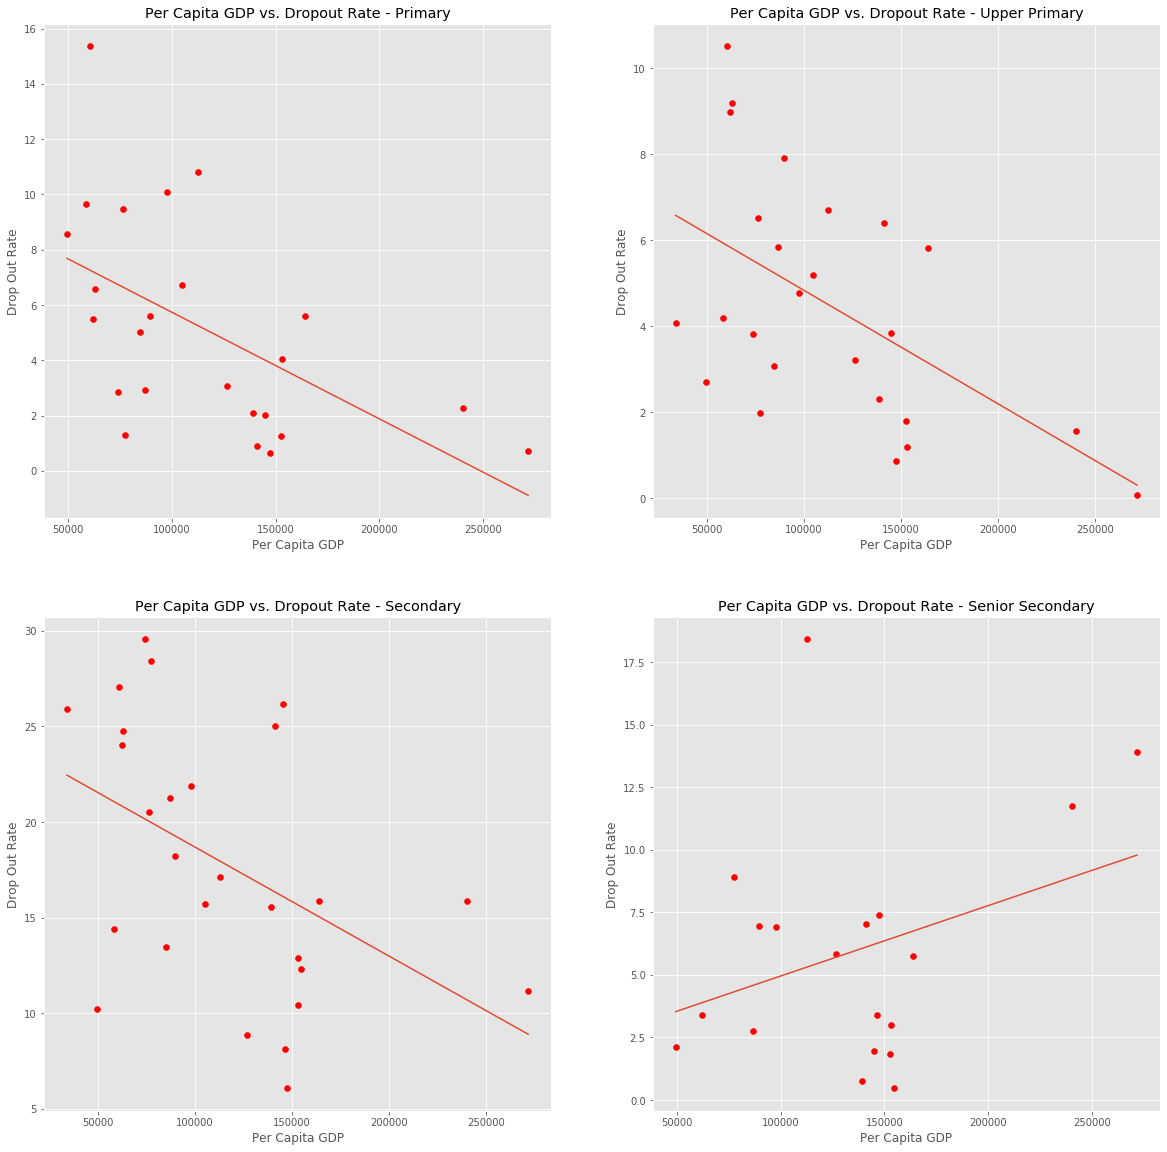 Per Capita GDP vs. Dropout Rate - Primary
16
14
12
10
8
6
4
2
0
Drop Out Rate
50000 100000 150000 200000 250000
Per Capita GDP
Per Capita GDP vs. Dropout Rate - Upper Primary
10
8
6
4
2
0
Drop Out Rate
50000 100000 150000 200000 250000
Per Capita GDP
Per Capita GDP vs. Dropout Rate - Secondary
30
25
20
15
10
5
Drop Out Rate
50000 100000 150000 200000 250000
Per Capita GDP
Per Capita GDP vs. Dropout Rate - Senior Secondary
17.5
15.0
12.5
10.0
7.5
5.0
2.5
0.0
Drop Out Rate
50000 100000 150000 200000 250000
Per Capita GDP